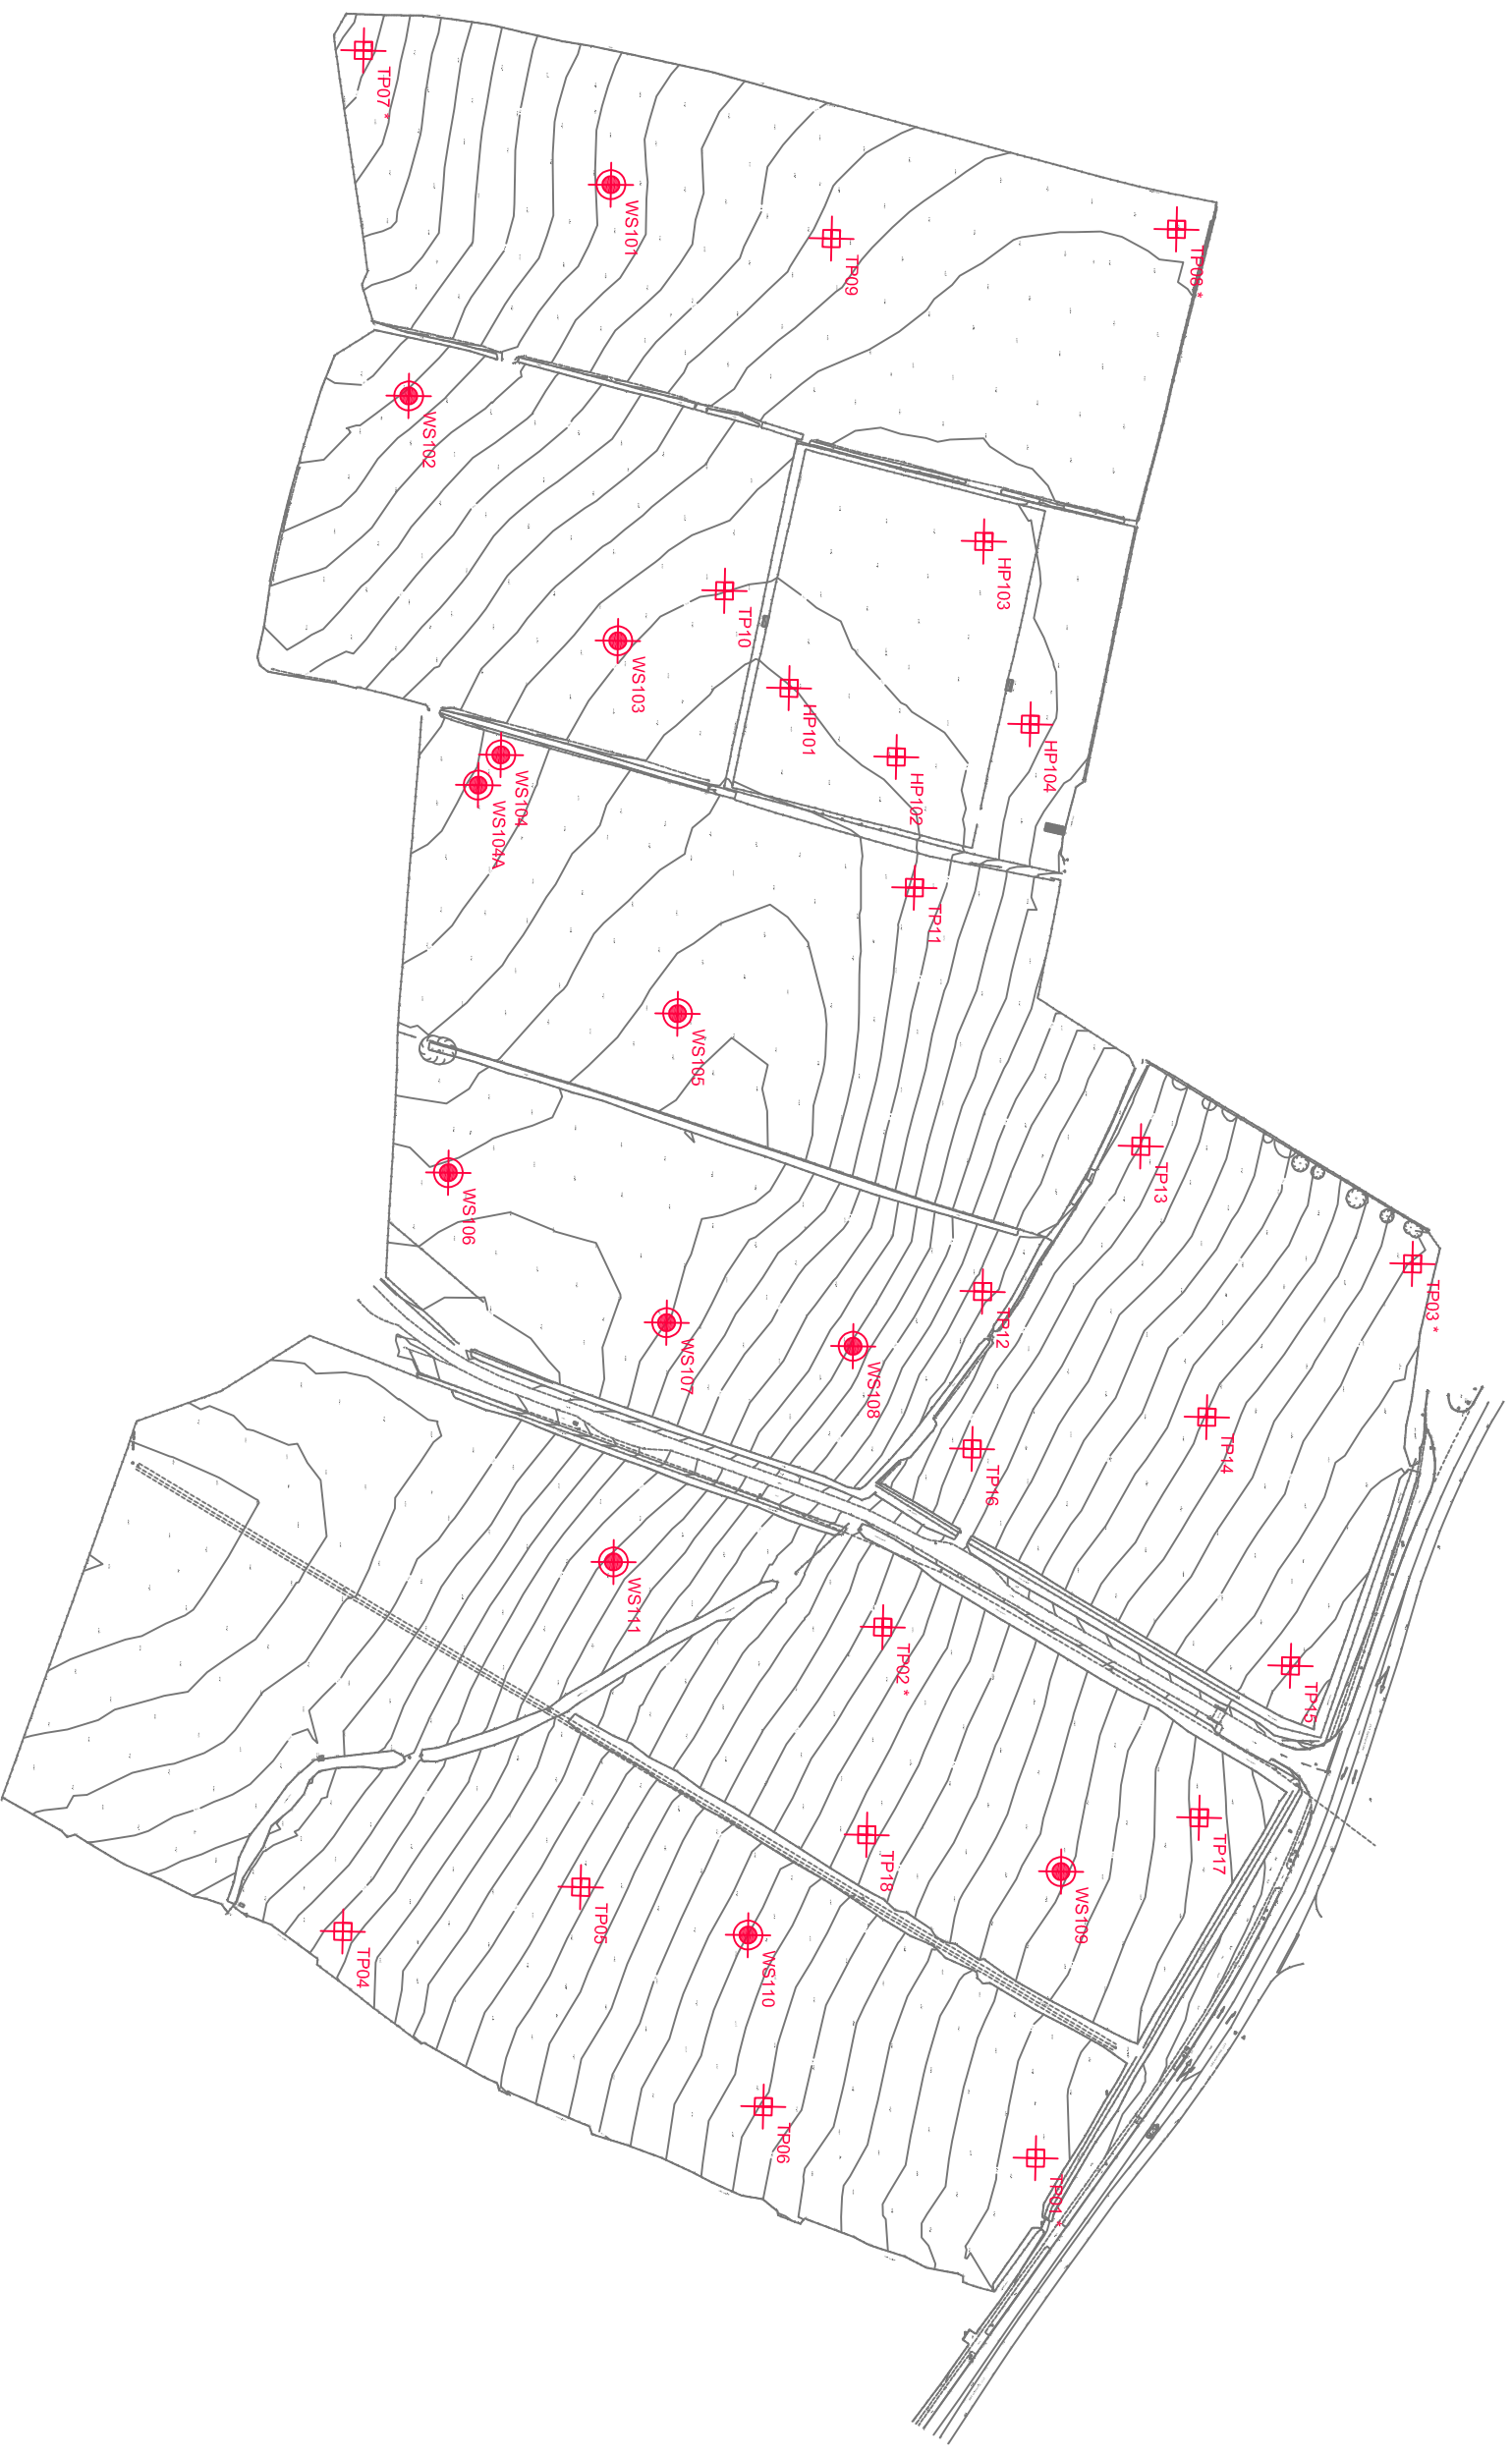 TP07 *
WS101
TP09
TP08 *
WS102
HP103
TP10
WS103
HP101
HP104
HP102
WS104
WS104A
TP11
WS105
TP13
WS106
TP03 *
TP12
WS107
WS108
TP14
TP16
WS111
TP02 *
TP15
TP17
TP18
WS109
TP05
TP04
WS110
TP06
TP01 *